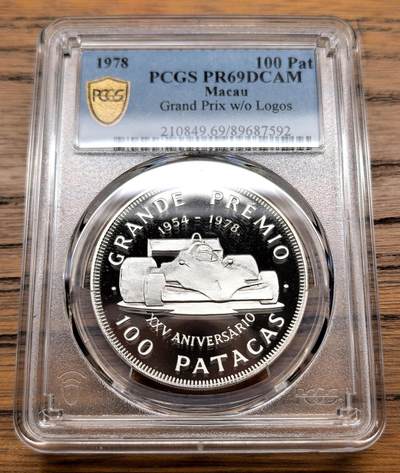 1978 100 Pat
PCGS PR69DCAM
Macau
Grand Prix w/o Logos
210849.69/89687592
PCGS
GRANDE PRÉMIO
1954 - 1978
XXV ANIVERSÁRIO
100 PATACAS